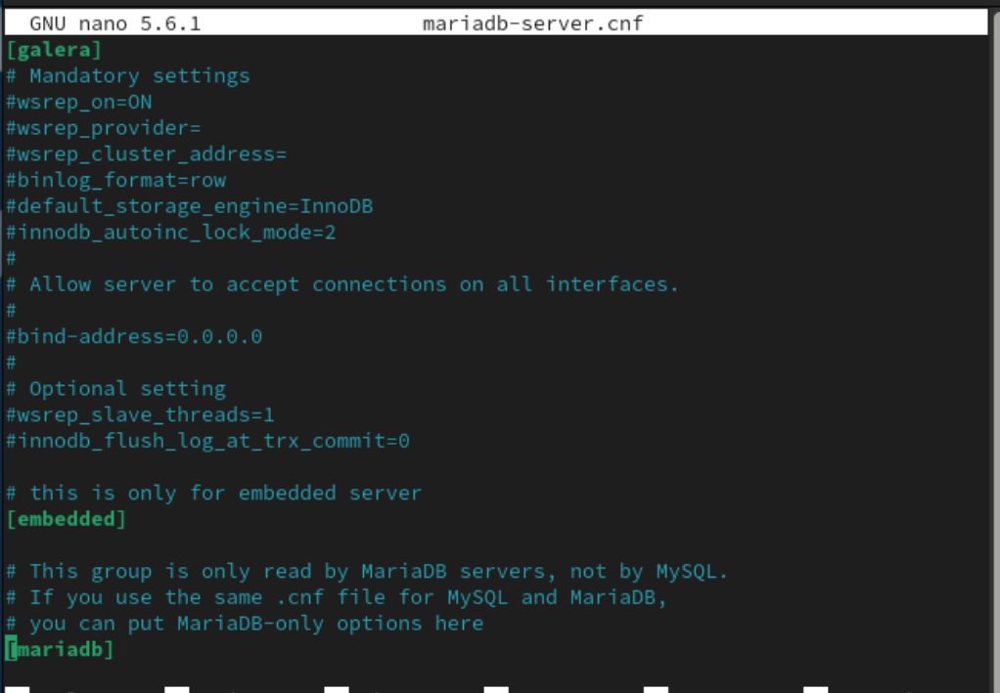 GNU nano 5.6.1 mariadb-server.cnf
[galera]
# Mandatory settings
#wsrep_on=ON
#wsrep_provider=
#wsrep_cluster_address=
#binlog_format=row
#default_storage_engine=InnoDB
#innodb_autoinc_lock_mode=2
#
# Allow server to accept connections on all interfaces.
#
#bind-address=0.0.0.0
#
# Optional setting
#wsrep_slave_threads=1
#innodb_flush_log_at_trx_commit=0
# this is only for embedded server
[embedded]
# This group is only read by MariaDB servers, not by MySQL.
# If you use the same .cnf file for MySQL and MariaDB,
# you can put MariaDB-only options here
[mariadb]